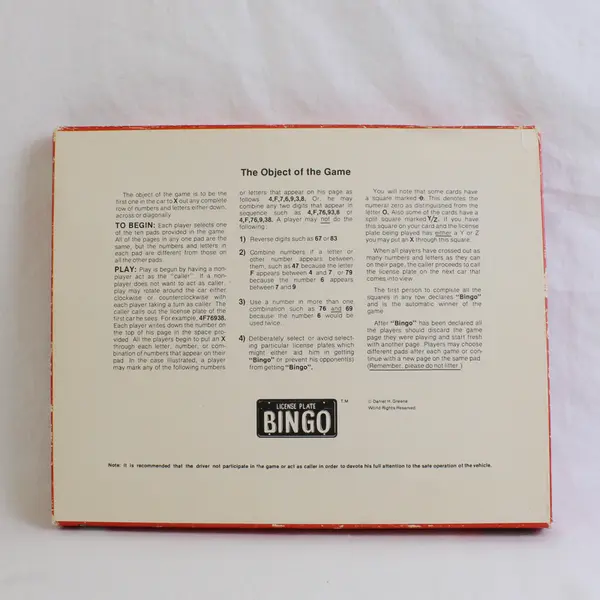 The Object of the Game
The object of the game is to be the
first one in the car to X out any complete
row of numbers and letters either down,
across or diagonally.
TO BEGIN: Each player selects one
of the ten pads provided in the game.
All of the pages in any one pad are the
same, but the numbers and letters in
each pad are different from those on
all the other pads.
PLAY: Play is begun by having a non-
player act as the "caller". If a non-
player does not want to act as caller,
play may rotate around the car either
clockwise or counterclockwise with
each player taking a turn as caller. The
caller calls out the license plate of the
first car he sees. For example, 4F76938.
Each player writes down the number on
the top of his page in the space pro-
vided. All the players begin to put an X
through each letter, number, or com-
bination of numbers that appear on their
pad. In the case illustrated, a player
may mark any of the following numbers
or letters that appear on his page as
follows 4,F,7,6,9,3,8. Or, he may
combine any two digits that appear in
sequence such as 4,F,76,93,8 or
4,F,7,69,38. A player may not do the
following:
1) Reverse digits such as 67 or 83
2) Combine numbers if a letter or
other number appears between
them, such as 47 because the letter
F appears between 4 and 7 or 79
because the number 6 appears
between 7 and 9
3) Use a number in more than one
combination such as 76 and 69
because the number 6 would be
used twice.
4) Deliberately select or avoid select-
ing particular license plates which
might either aid him in getting
"Bingo" or prevent his opponent(s)
from getting "Bingo".
You will note that some cards have
a square marked 0. This denotes the
numeral zero as distinguished from the
letter O. Also some of the cards have a
split square marked Y/Z. If you have
this square on your card and the license
plate being played has either a Y or Z
you may put an X through this square.
When all players have crossed out as
many numbers and letters as they can
on their page, the caller proceeds to call
the license plate on the next car that
comes into view.
The first person to complete all the
squares in any row declares "Bingo"
and is the automatic winner of the
game.
After "Bingo" has been declared all
the players should discard the game
page they were playing and start fresh
with another page. Players may choose
different pads after each game or con-
tinue with a new page on the same pad.
(Remember, please do not litter.)
LICENSE PLATE
BINGO
TM
© Daniel H. Greene
World Rights Reserved
Note: It is recommended that the driver not participate in the game or act as caller in order to devote his full attention to the safe operation of the vehicle.